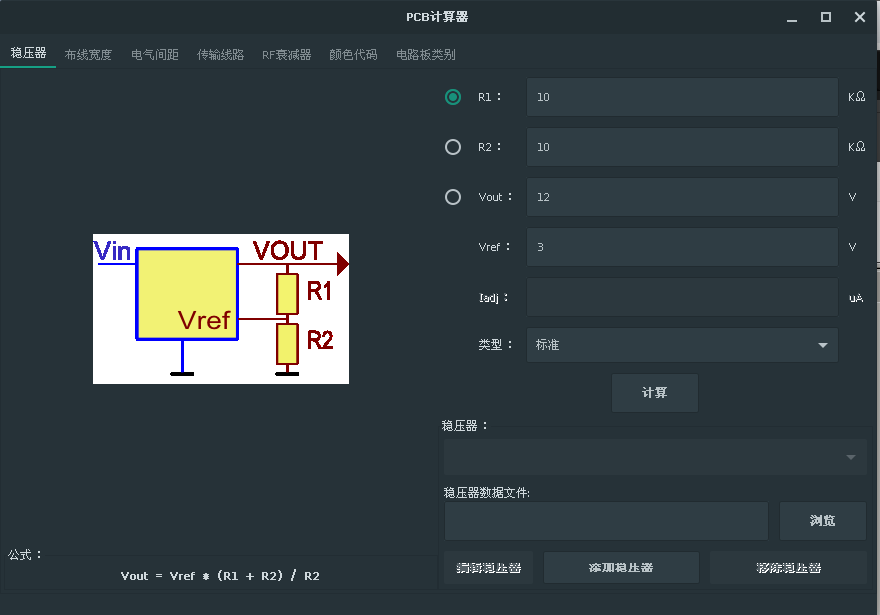 PCB计算器
稳压器 布线宽度 电气间距 传输线路 RF衰减器 颜色代码 电路板类别
R1： 10 KΩ
R2： 10 KΩ
Vout： 12 V
Vref： 3 V
Iadj： uA
类型： 标准
计算
Vin VOUT
R1
Vref
R2
稳压器：
稳压器数据文件:
浏览
编辑稳压器 添加稳压器 移除稳压器
公式：
Vout = Vref * (R1 + R2) / R2